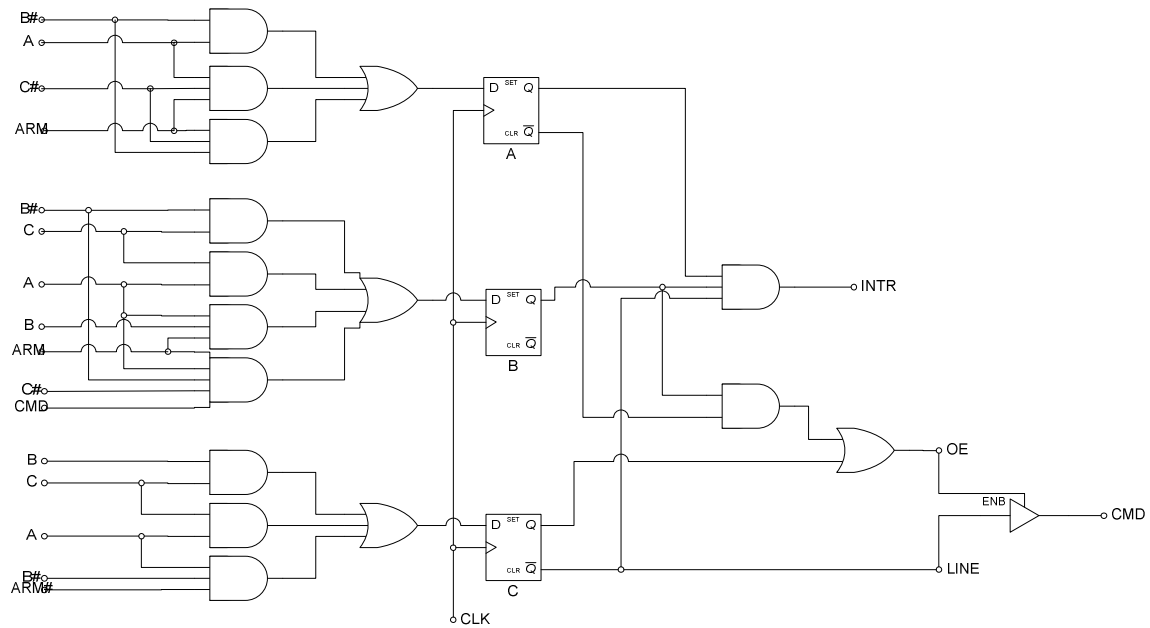 B#
A
C#
ARM
D SET Q
CLR Q
A
B#
C
A
B
ARM
C#
CMD
D SET Q
CLR Q
B
INTR
B
C
A
B#
ARM#
D SET Q
CLR Q
C
OE
ENB
CMD
LINE
CLK